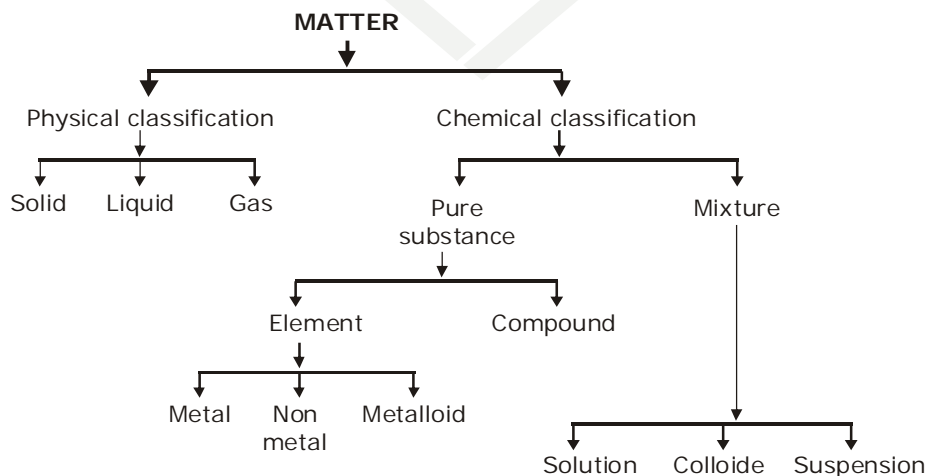 MATTER
Physical classification
Chemical classification
Solid
Liquid
Gas
Pure
substance
Mixture
Element
Compound
Metal
Non
metal
Metalloid
Solution
Colloide
Suspension